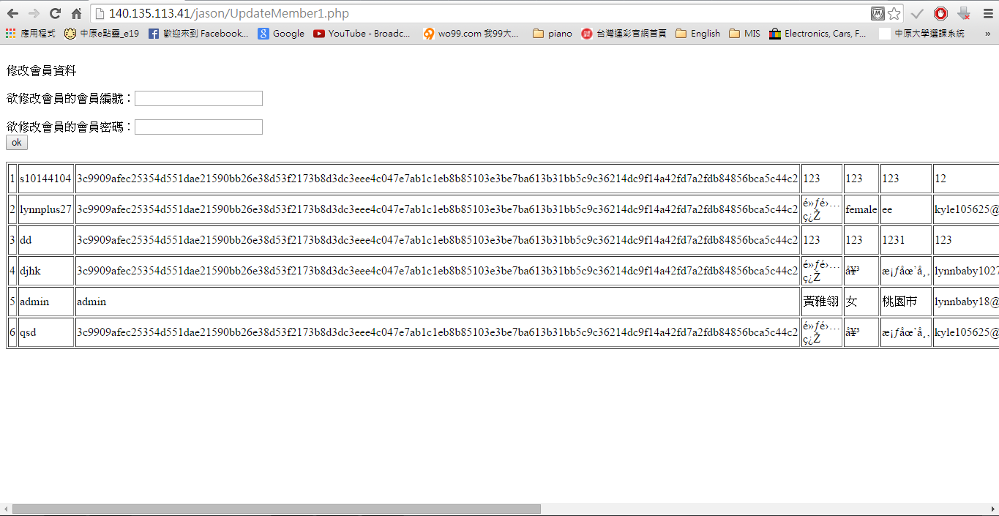 140.135.113.41/jason/UpdateMember1.php
應用程式 中原e點靈_e19 歡迎來到 Facebook... Google YouTube - Broadc... wo99.com 我99大... piano 台灣運彩官網首頁 English MIS Electronics, Cars, F... 中原大學選課系統 »
修改會員資料
欲修改會員的會員編號：
欲修改會員的會員密碼：
ok
1 s10144104 3c9909afec25354d551dae21590bb26e38d53f2173b8d3dc3eee4c047e7ab1c1eb8b85103e3be7ba613b31bb5c9c36214dc9f14a42fd7a2fdb84856bca5c44c2 123 123 123 12
2 lynnplus27 3c9909afec25354d551dae21590bb26e38d53f2173b8d3dc3eee4c047e7ab1c1eb8b85103e3be7ba613b31bb5c9c36214dc9f14a42fd7a2fdb84856bca5c44c2 é»ƒé›… ç¿Ž female ee kyle105625@
3 dd 3c9909afec25354d551dae21590bb26e38d53f2173b8d3dc3eee4c047e7ab1c1eb8b85103e3be7ba613b31bb5c9c36214dc9f14a42fd7a2fdb84856bca5c44c2 123 123 1231 123
4 djhk 3c9909afec25354d551dae21590bb26e38d53f2173b8d3dc3eee4c047e7ab1c1eb8b85103e3be7ba613b31bb5c9c36214dc9f14a42fd7a2fdb84856bca5c44c2 é»ƒé›… ç¿Ž å¥³ æ¡ƒåœ’å¸‚ lynnbaby1027
5 admin admin 黃雅翎 女 桃園市 lynnbaby18@
6 qsd 3c9909afec25354d551dae21590bb26e38d53f2173b8d3dc3eee4c047e7ab1c1eb8b85103e3be7ba613b31bb5c9c36214dc9f14a42fd7a2fdb84856bca5c44c2 é»ƒé›… ç¿Ž å¥³ æ¡ƒåœ’å¸‚ kyle105625@